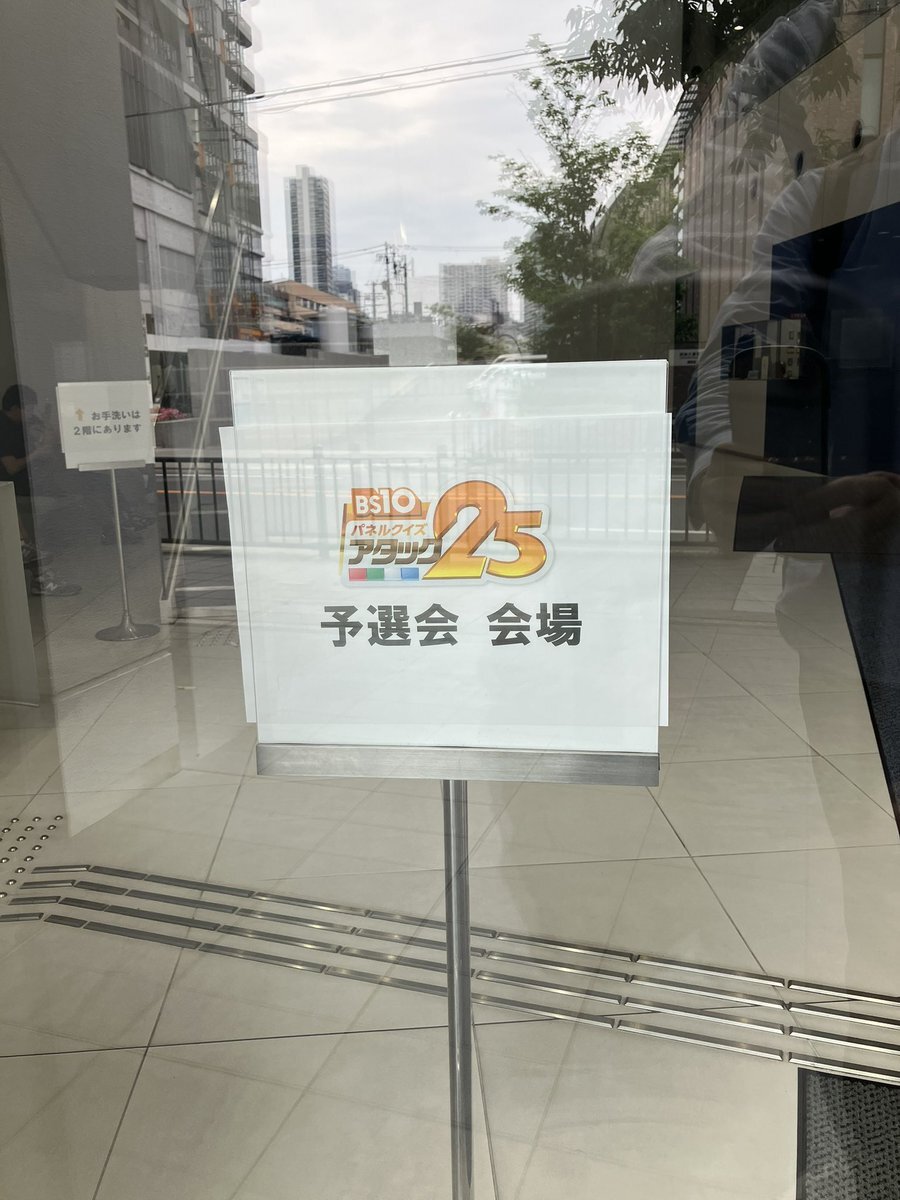 ↑ お手洗いは
2階にあります
BS10
パネルクイズ
アタック25
予選会 会場